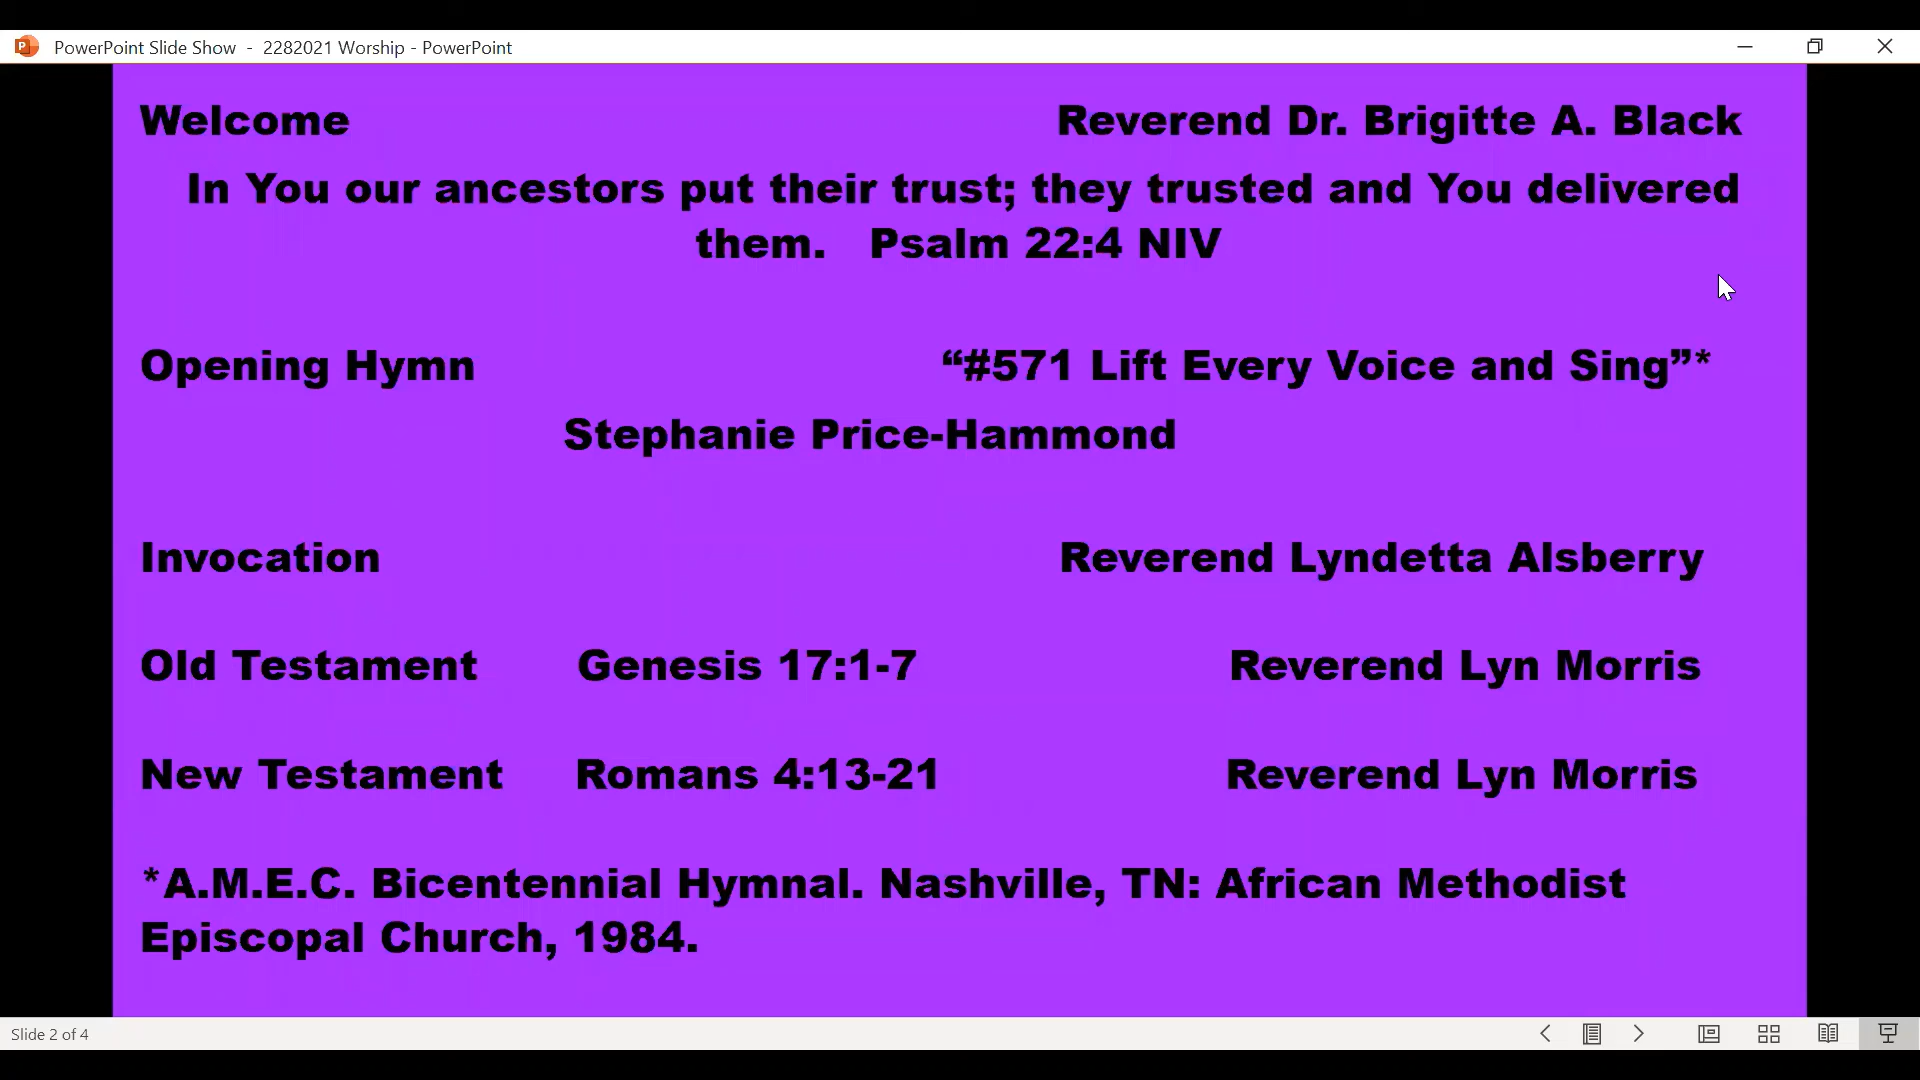 PowerPoint Slide Show - 2282021 Worship - PowerPoint
Welcome Reverend Dr. Brigitte A. Black
In You our ancestors put their trust; they trusted and You delivered
them. Psalm 22:4 NIV
Opening Hymn “#571 Lift Every Voice and Sing”*
Stephanie Price-Hammond
Invocation Reverend Lyndetta Alsberry
Old Testament Genesis 17:1-7 Reverend Lyn Morris
New Testament Romans 4:13-21 Reverend Lyn Morris
*A.M.E.C. Bicentennial Hymnal. Nashville, TN: African Methodist
Episcopal Church, 1984.
Slide 2 of 4